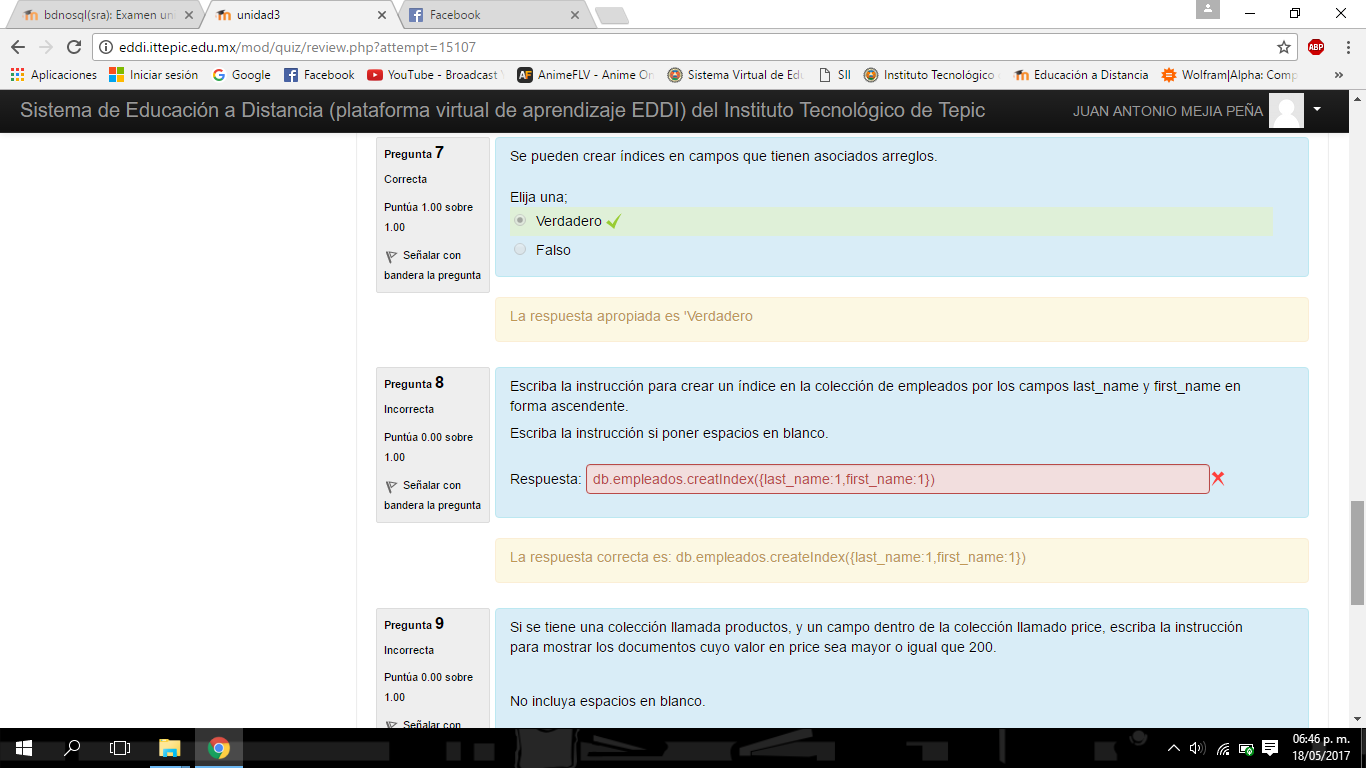 bdnosql(sra): Examen un
unidad3
Facebook
eddi.ittepic.edu.mx/mod/quiz/review.php?attempt=15107
ABP
Aplicaciones
Iniciar sesión
Google
Facebook
YouTube - Broadcast
AnimeFLV - Anime On
Sistema Virtual de Edu
SII
Instituto Tecnológico
Educación a Distancia
Wolfram|Alpha: Comp
»
Sistema de Educación a Distancia (plataforma virtual de aprendizaje EDDI) del Instituto Tecnológico de Tepic
JUAN ANTONIO MEJIA PEÑA
Pregunta 7
Correcta
Puntúa 1.00 sobre
1.00
Señalar con
bandera la pregunta
Se pueden crear índices en campos que tienen asociados arreglos.
Elija una;
Verdadero
Falso
La respuesta apropiada es 'Verdadero
Pregunta 8
Incorrecta
Puntúa 0.00 sobre
1.00
Señalar con
bandera la pregunta
Escriba la instrucción para crear un índice en la colección de empleados por los campos last_name y first_name en
forma ascendente.
Escriba la instrucción si poner espacios en blanco.
Respuesta: db.empleados.creatIndex({last_name:1,first_name:1})
La respuesta correcta es: db.empleados.createIndex({last_name:1,first_name:1})
Pregunta 9
Incorrecta
Puntúa 0.00 sobre
1.00
Señalar con
Si se tiene una colección llamada productos, y un campo dentro de la colección llamado price, escriba la instrucción
para mostrar los documentos cuyo valor en price sea mayor o igual que 200.
No incluya espacios en blanco.
06:46 p. m.
18/05/2017